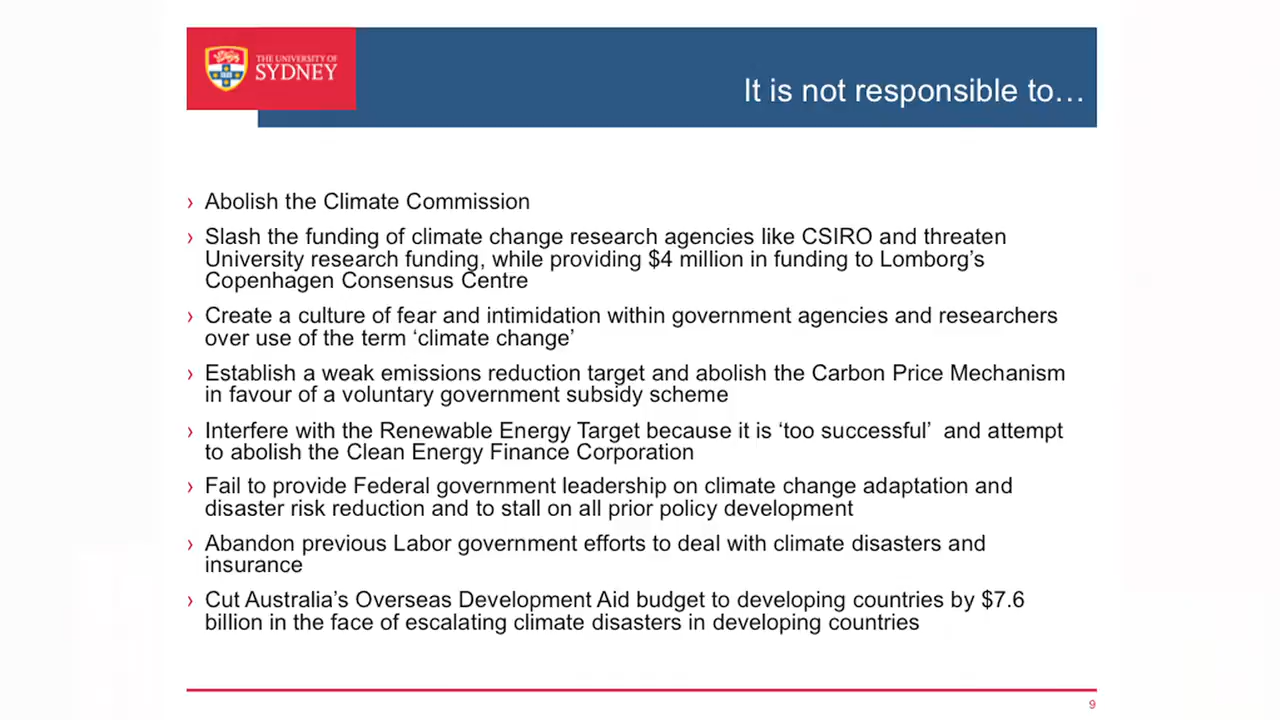 THE UNIVERSITY OF
SYDNEY
It is not responsible to…
› Abolish the Climate Commission
› Slash the funding of climate change research agencies like CSIRO and threaten
University research funding, while providing $4 million in funding to Lomborg’s
Copenhagen Consensus Centre
› Create a culture of fear and intimidation within government agencies and researchers
over use of the term ‘climate change’
› Establish a weak emissions reduction target and abolish the Carbon Price Mechanism
in favour of a voluntary government subsidy scheme
› Interfere with the Renewable Energy Target because it is ‘too successful’  and attempt
to abolish the Clean Energy Finance Corporation
› Fail to provide Federal government leadership on climate change adaptation and
disaster risk reduction and to stall on all prior policy development
› Abandon previous Labor government efforts to deal with climate disasters and
insurance
› Cut Australia’s Overseas Development Aid budget to developing countries by $7.6
billion in the face of escalating climate disasters in developing countries
9